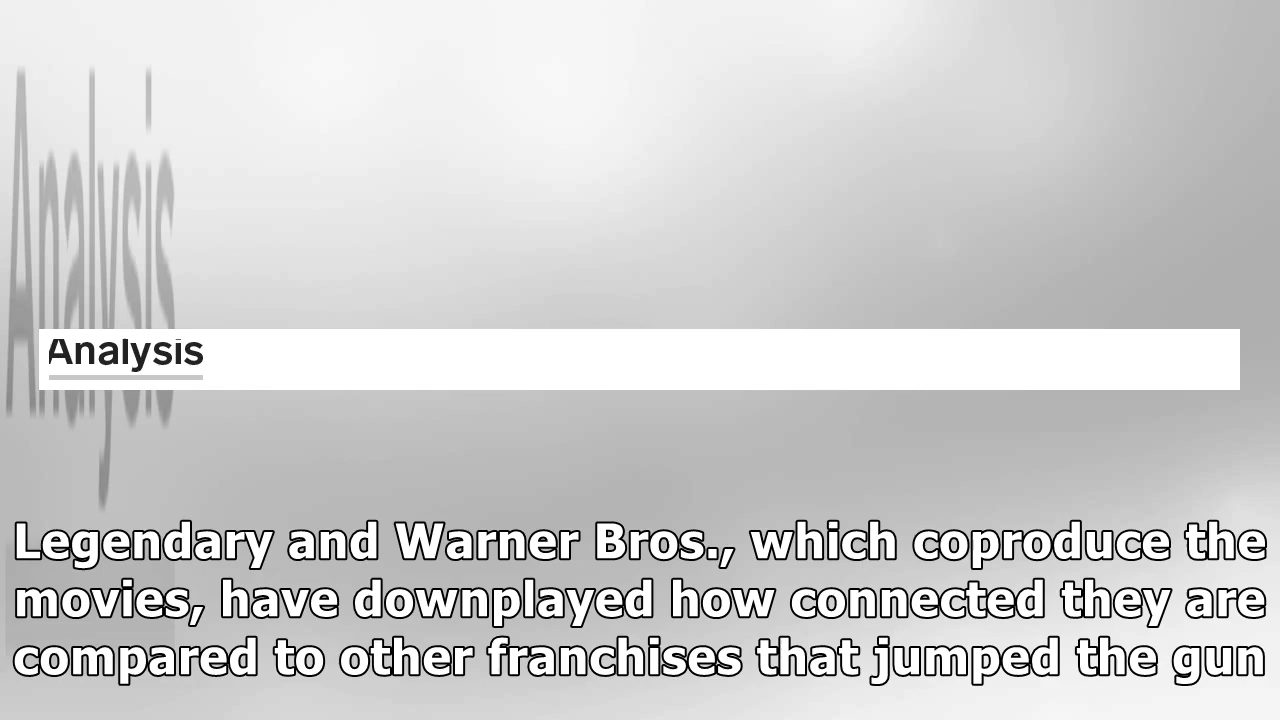 Analysis
Analysis
Legendary and Warner Bros., which coproduce the
movies, have downplayed how connected they are
compared to other franchises that jumped the gun